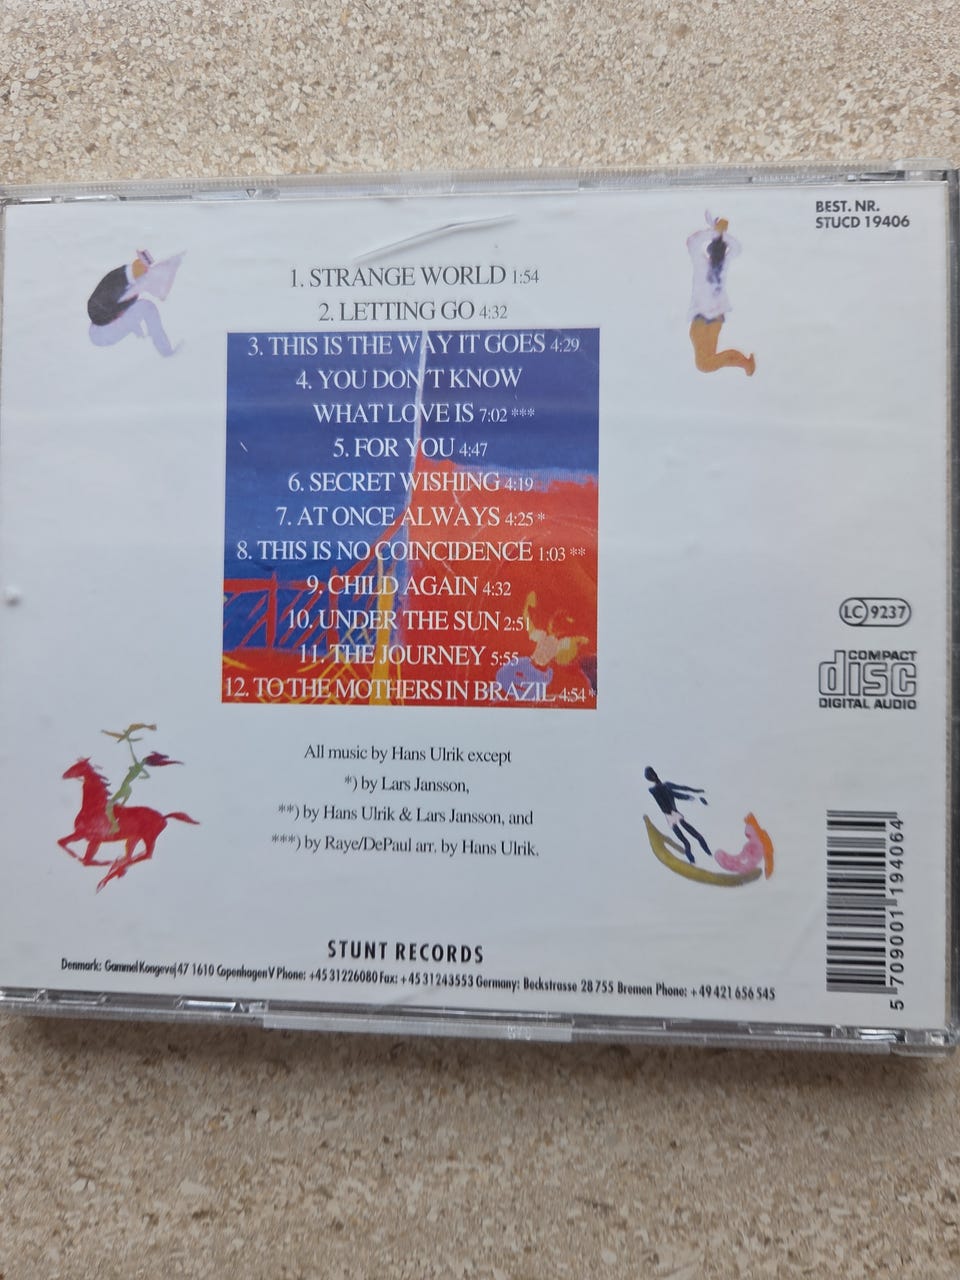 BEST. NR.
STUCD 19406
1. STRANGE WORLD 1:54
2. LETTING GO 4:32
3. THIS IS THE WAY IT GOES 4:29
4. YOU DON'T KNOW
WHAT LOVE IS 7:02 ***
5. FOR YOU 4:47
6. SECRET WISHING 4:19
7. AT ONCE ALWAYS 4:25 *
8. THIS IS NO COINCIDENCE 1:03 **
9. CHILD AGAIN 4:32
10. UNDER THE SUN 2:51
11. THE JOURNEY 5:55
12. TO THE MOTHERS IN BRAZIL 4:54 *
LC 9237
COMPACT
disc
DIGITAL AUDIO
All music by Hans Ulrik except
*) by Lars Jansson,
**) by Hans Ulrik & Lars Jansson, and
***) by Raye/DePaul arr. by Hans Ulrik.
STUNT RECORDS
Denmark: Gammel Kongevej 47 1610 Copenhagen V Phone: +45 31226080 Fax: +45 31243553 Germany: Beckstrasse 28 755 Bremen Phone: +49 421 656 545
5 709001 194064